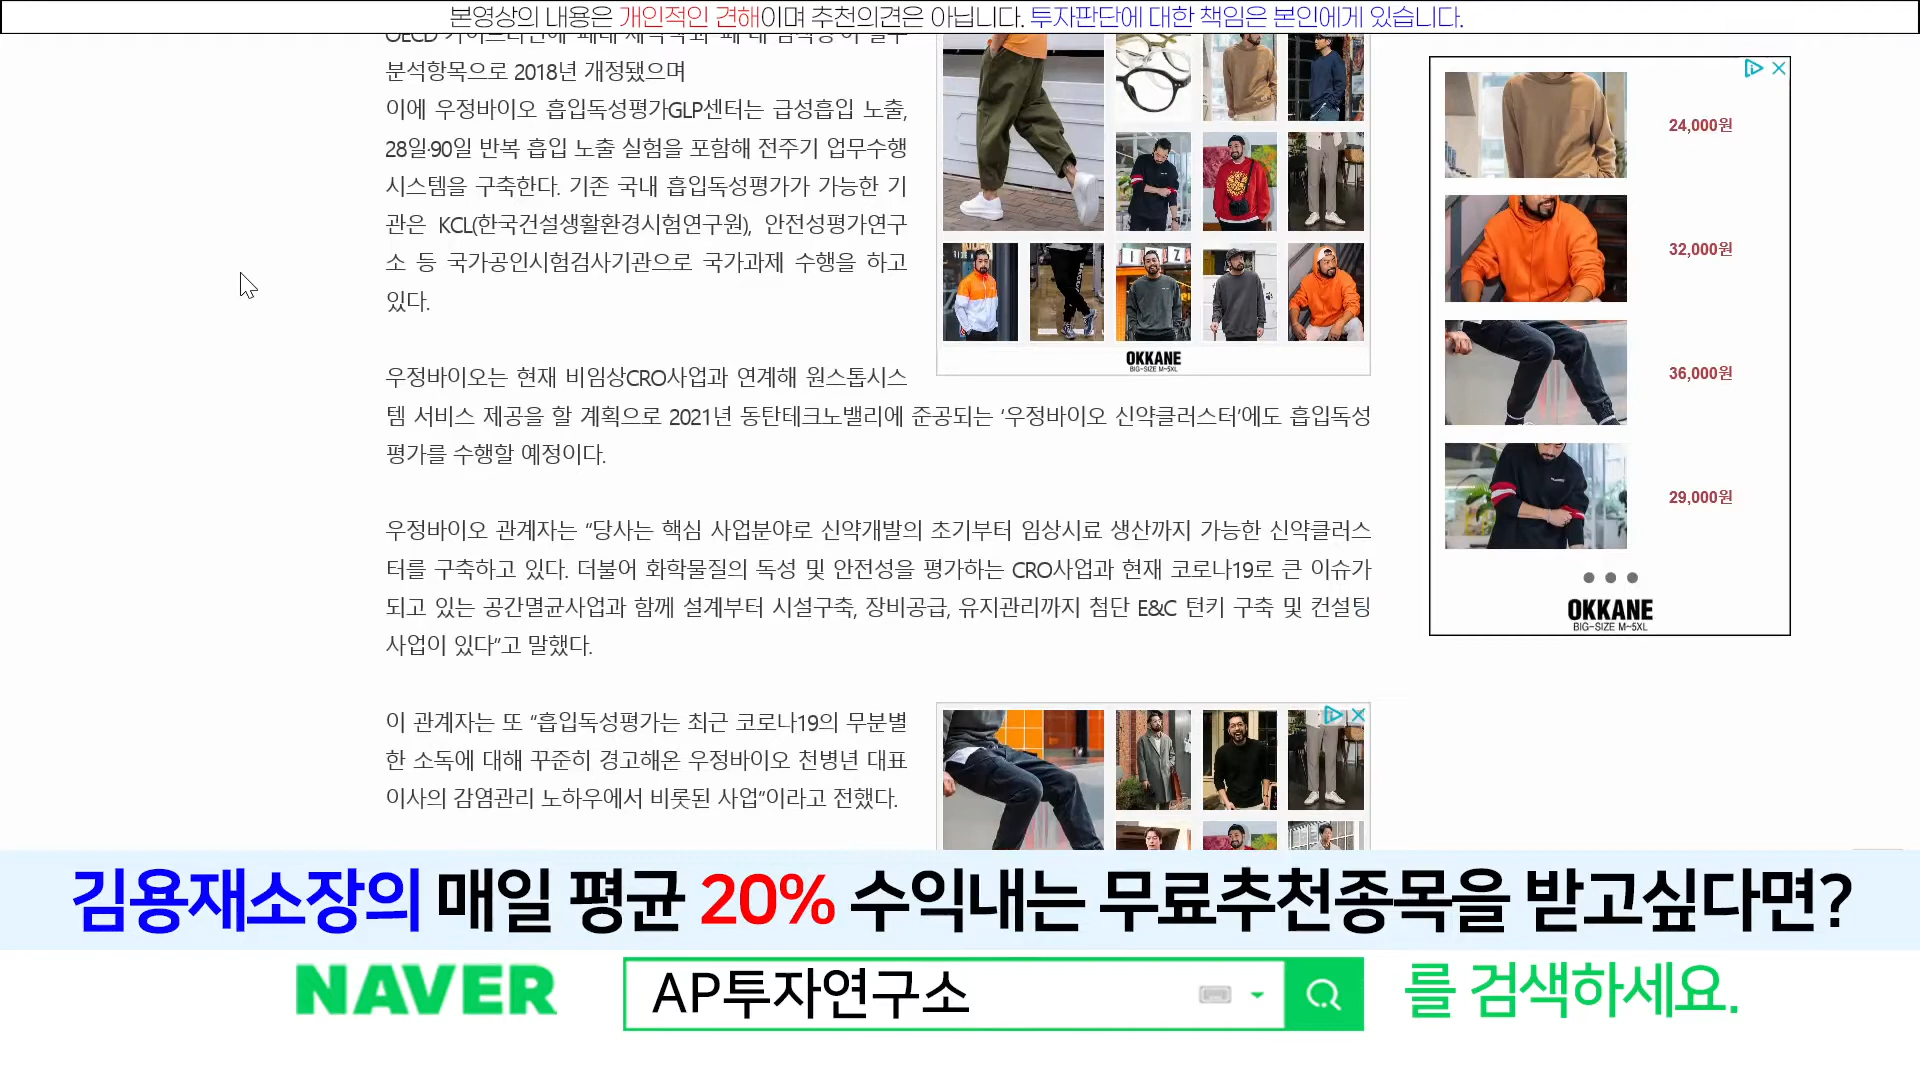 본영상의 내용은 개인적인 견해이며 추천의견은 아닙니다. 투자판단에 대한 책임은 본인에게 있습니다.
분석항목으로 2018년 개정됐으며
이에 우정바이오 흡입독성평가GLP센터는 급성흡입 노출,
28일·90일 반복 흡입 노출 실험을 포함해 전주기 업무수행
시스템을 구축한다. 기존 국내 흡입독성평가가 가능한 기
관은 KCL(한국건설생활환경시험연구원), 안전성평가연구
소 등 국가공인시험검사기관으로 국가과제 수행을 하고
있다.
OKKANE
BIG-SIZE M~5XL
24,000원
32,000원
36,000원
29,000원
OKKANE
BIG-SIZE M~5XL
우정바이오는 현재 비임상CRO사업과 연계해 원스톱시스
템 서비스 제공을 할 계획으로 2021년 동탄테크노밸리에 준공되는 ‘우정바이오 신약클러스터’에도 흡입독성
평가를 수행할 예정이다.
우정바이오 관계자는 “당사는 핵심 사업분야로 신약개발의 초기부터 임상시료 생산까지 가능한 신약클러스
터를 구축하고 있다. 더불어 화학물질의 독성 및 안전성을 평가하는 CRO사업과 현재 코로나19로 큰 이슈가
되고 있는 공간멸균사업과 함께 설계부터 시설구축, 장비공급, 유지관리까지 첨단 E&C 턴키 구축 및 컨설팅
사업이 있다”고 말했다.
이 관계자는 또 “흡입독성평가는 최근 코로나19의 무분별
한 소독에 대해 꾸준히 경고해온 우정바이오 천병년 대표
이사의 감염관리 노하우에서 비롯된 사업”이라고 전했다.
김용재소장의 매일 평균 20% 수익내는 무료추천종목을 받고싶다면?
NAVER AP투자연구소 를 검색하세요.